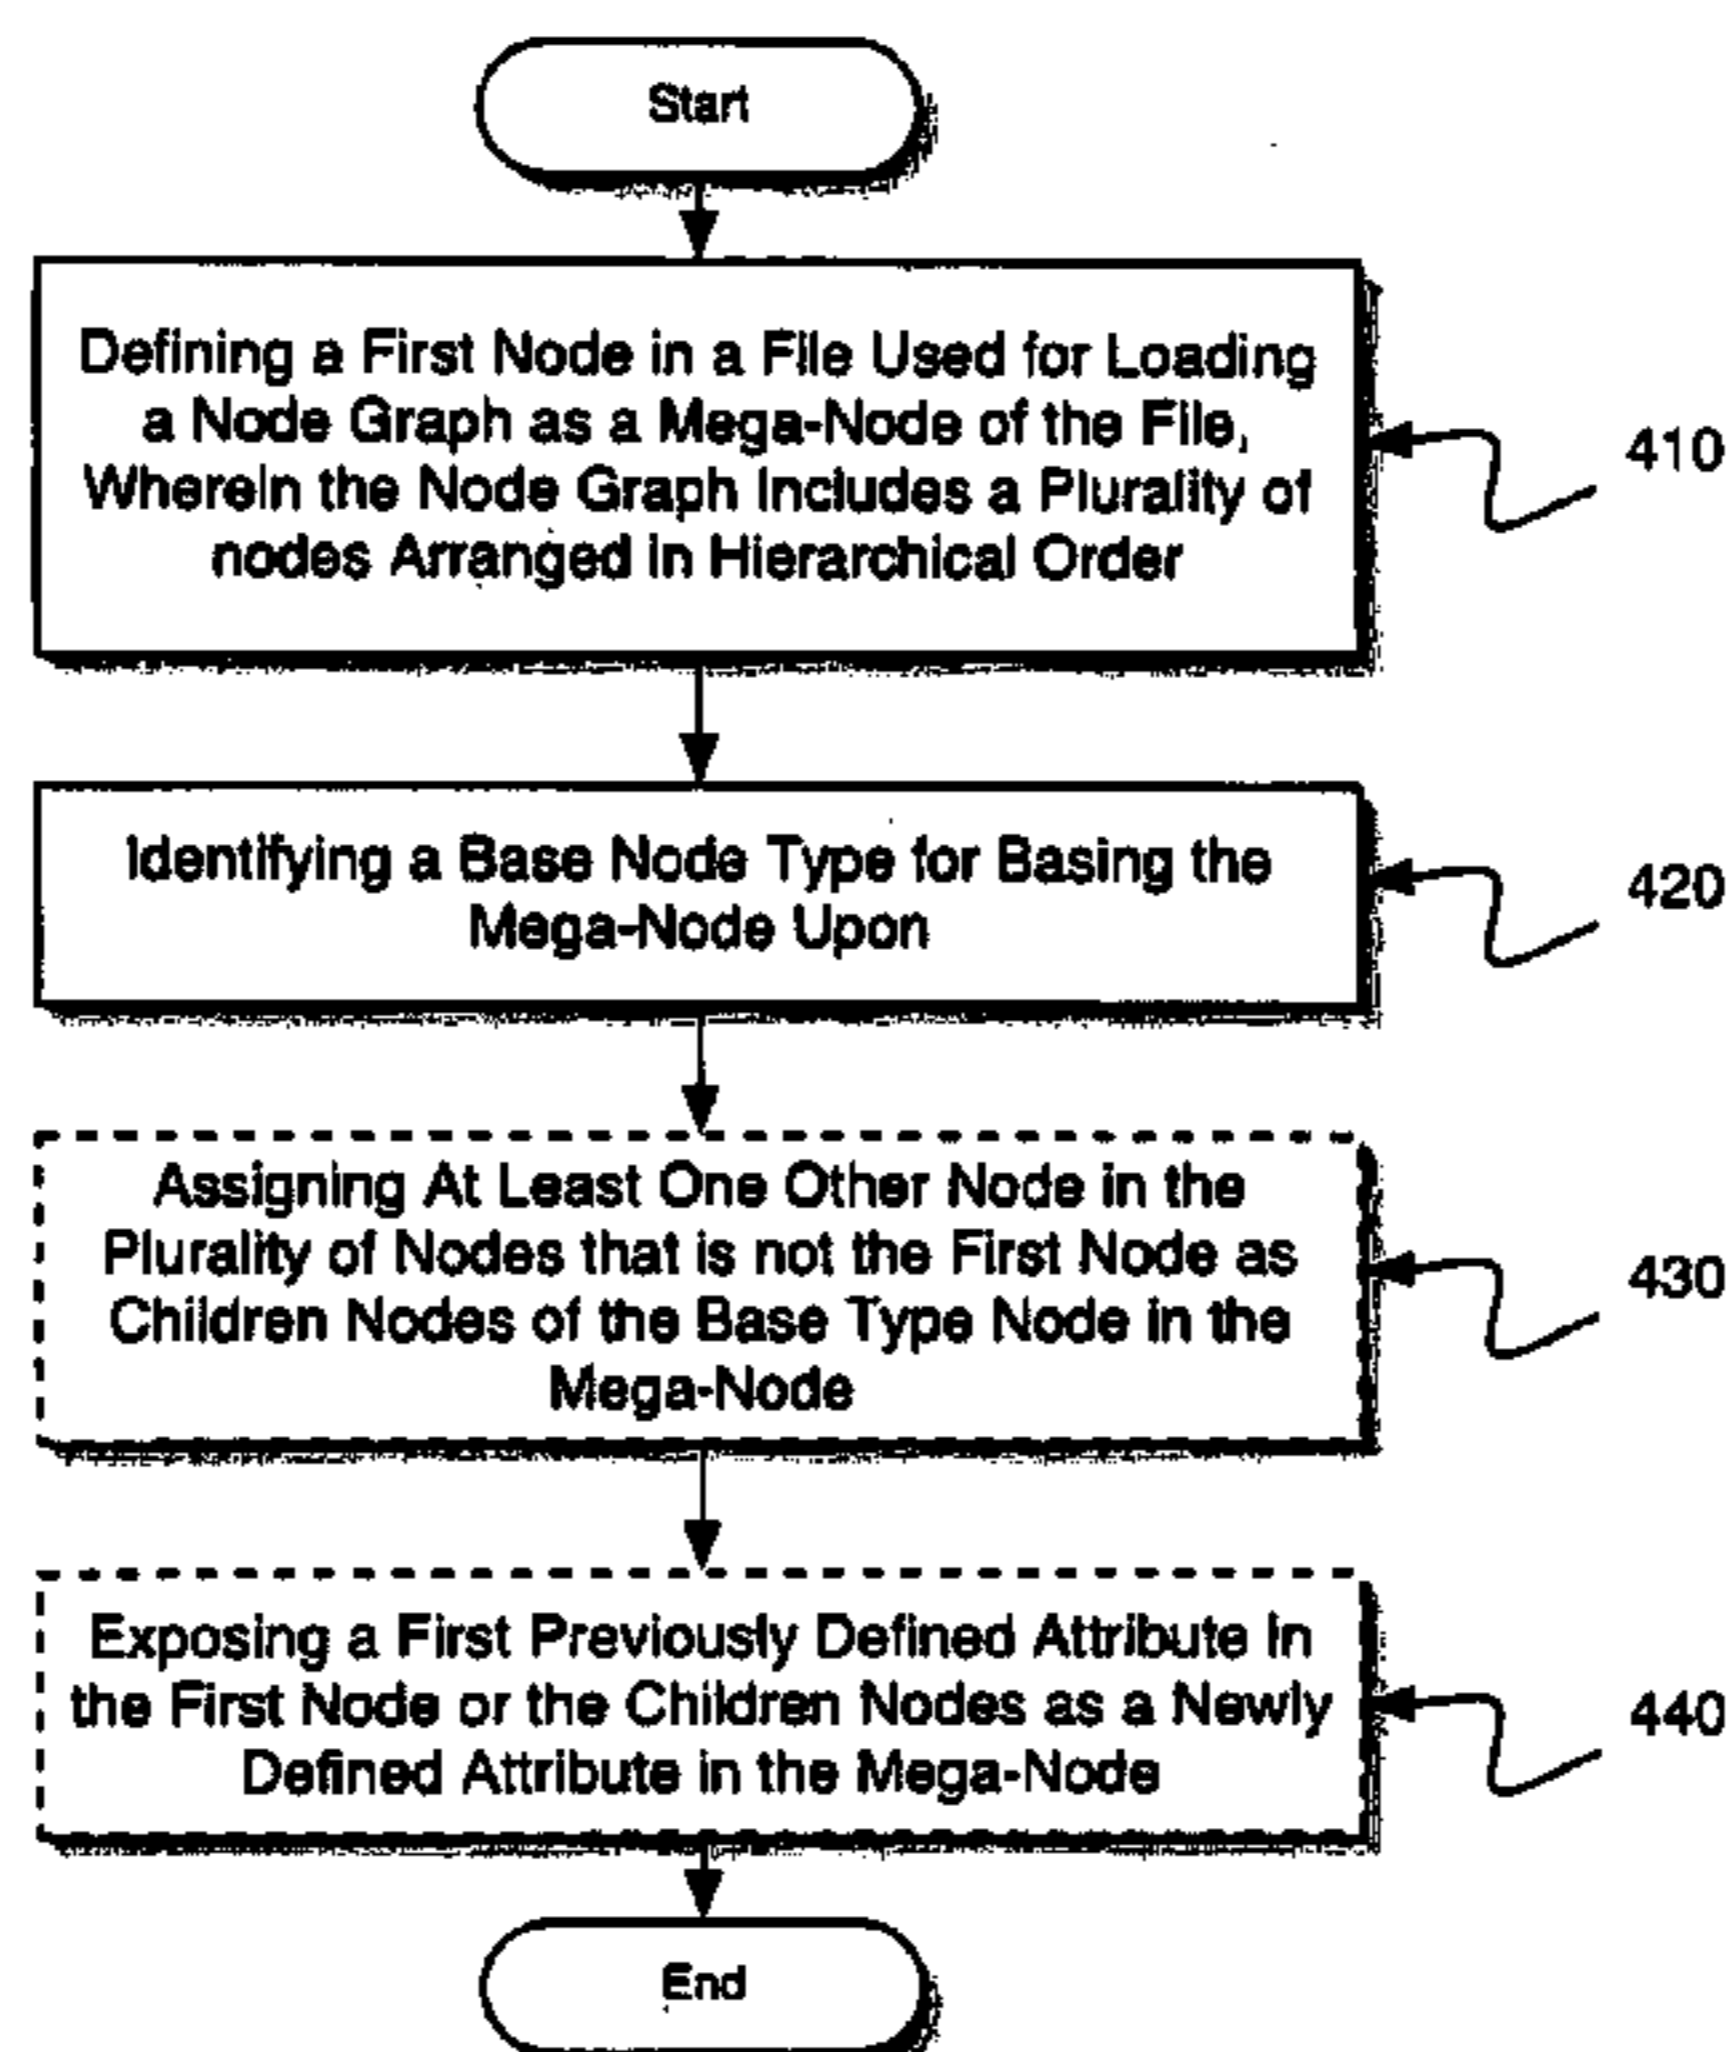 Start
Defining a First Node in a File Used for Loading
a Node Graph as a Mega-Node of the File,
Wherein the Node Graph Includes a Plurality of
nodes Arranged in Hierarchical Order
410
Identifying a Base Node Type for Basing the
Mega-Node Upon
420
Assigning At Least One Other Node in the
Plurality of Nodes that is not the First Node as
Children Nodes of the Base Type Node in the
Mega-Node
430
Exposing a First Previously Defined Attribute In
the First Node or the Children Nodes as a Newly
Defined Attribute in the Mega-Node
440
End